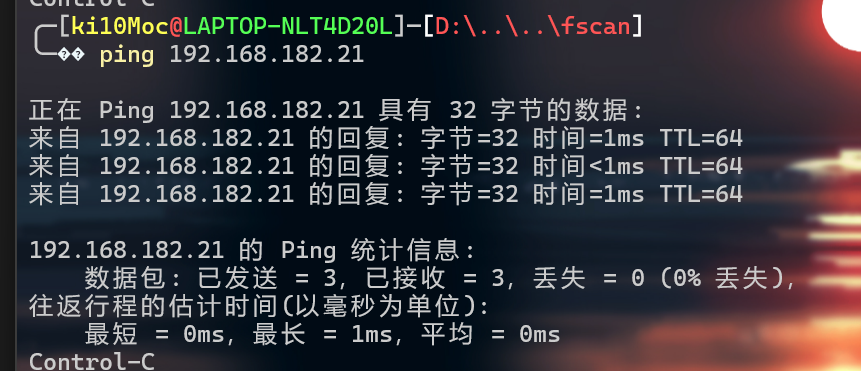 Control-C
[ki10Moc@LAPTOP-NLT4D20L]-[D:\..\..\fscan]
�� ping 192.168.182.21
正在 Ping 192.168.182.21 具有 32 字节的数据:
来自 192.168.182.21 的回复: 字节=32 时间=1ms TTL=64
来自 192.168.182.21 的回复: 字节=32 时间<1ms TTL=64
来自 192.168.182.21 的回复: 字节=32 时间=1ms TTL=64
192.168.182.21 的 Ping 统计信息:
数据包: 已发送 = 3, 已接收 = 3, 丢失 = 0 (0% 丢失),
往返行程的估计时间(以毫秒为单位):
最短 = 0ms, 最长 = 1ms, 平均 = 0ms
Control-C